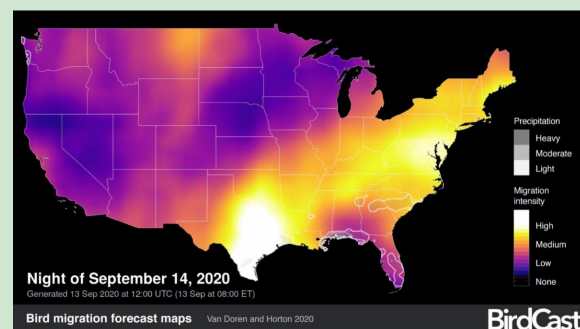 Precipitation
Heavy
Moderate
Light
Migration
intensity
High
Medium
Low
None
Night of September 14, 2020
Generated 13 Sep 2020 at 12:00 UTC (13 Sep at 08:00 ET)
Bird migration forecast maps Van Doren and Horton 2020
BirdCast